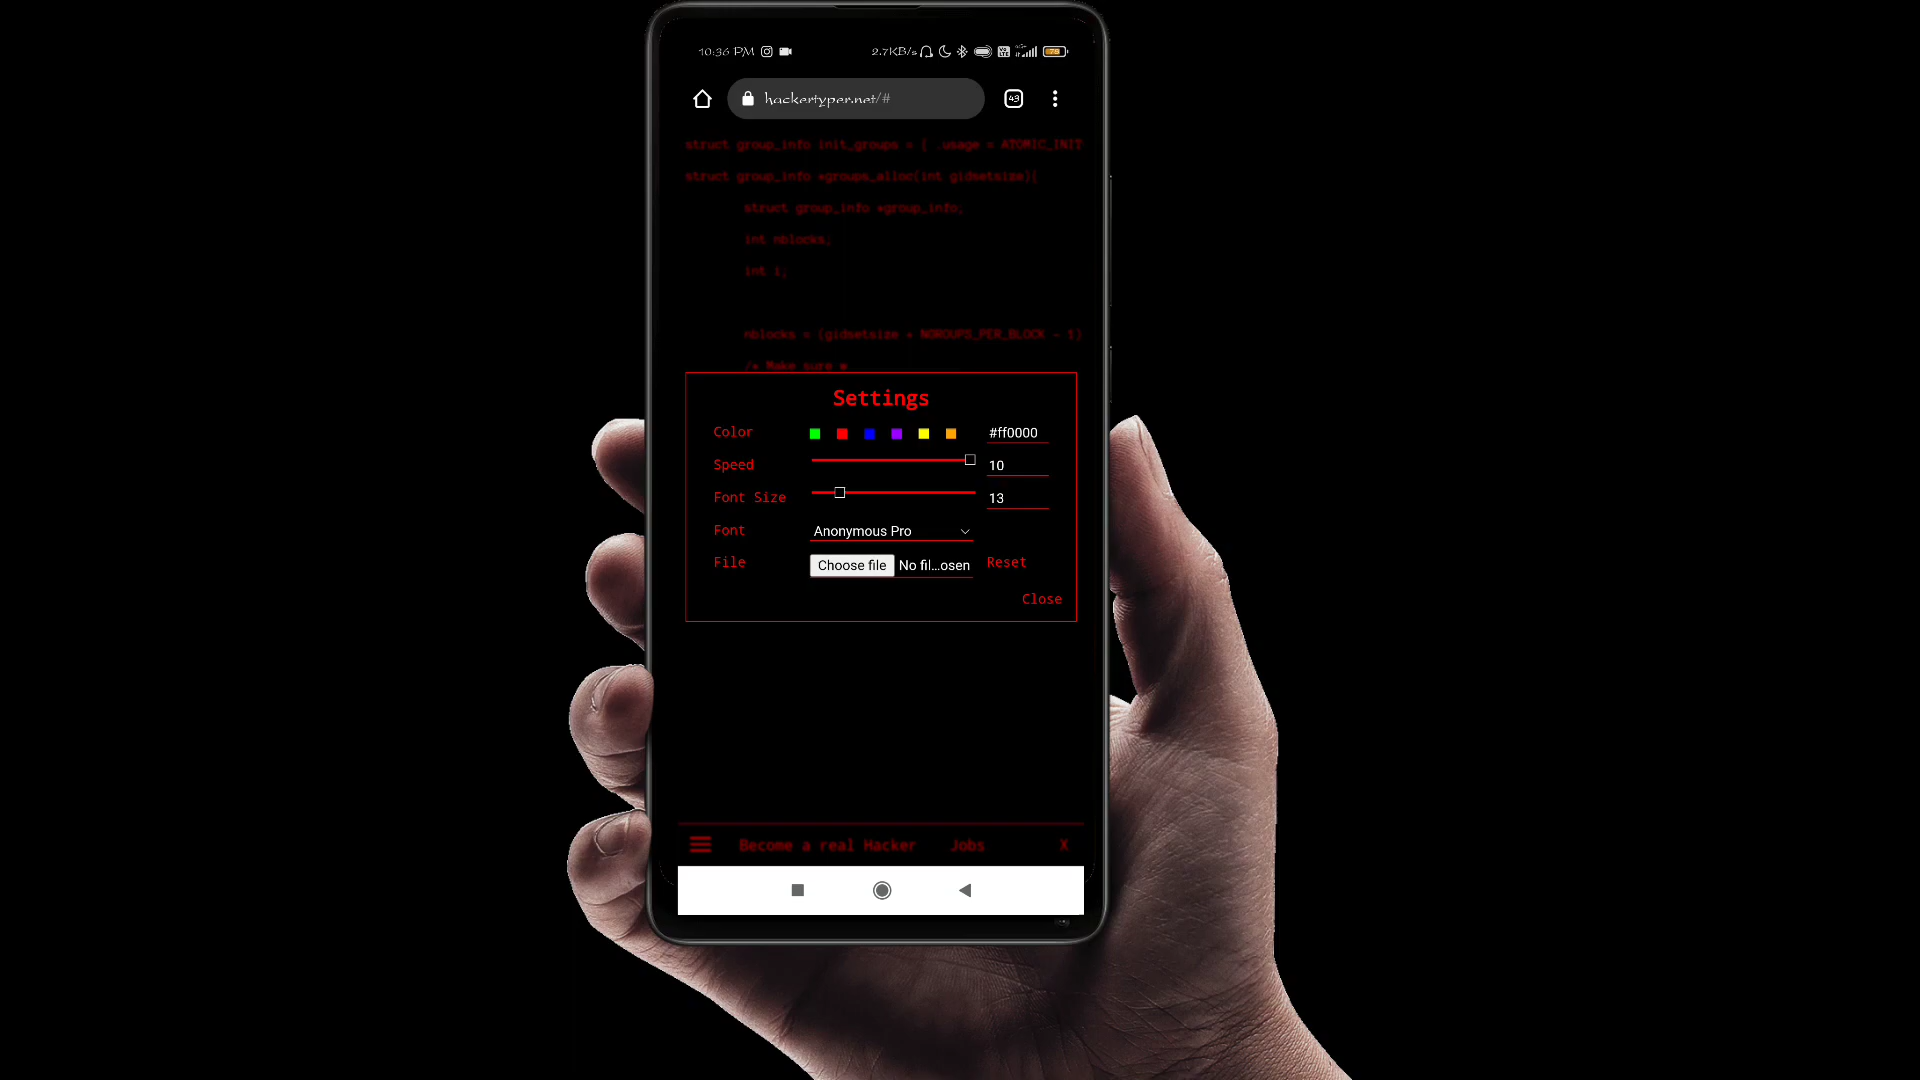 10:36 PM 2.7KB/s 78
hackertyper.net/# 43
struct group_info init_groups = { .usage = ATOMIC_INIT
struct group_info *groups_alloc(int gidsetsize){
struct group_info *group_info;
int nblocks;
int i;
nblocks = (gidsetsize + NGROUPS_PER_BLOCK - 1)
/* Make sure w
Settings
Color #ff0000
Speed 10
Font Size 13
Font Anonymous Pro
File Choose file No fil...osen Reset
Close
Become a real Hacker Jobs X